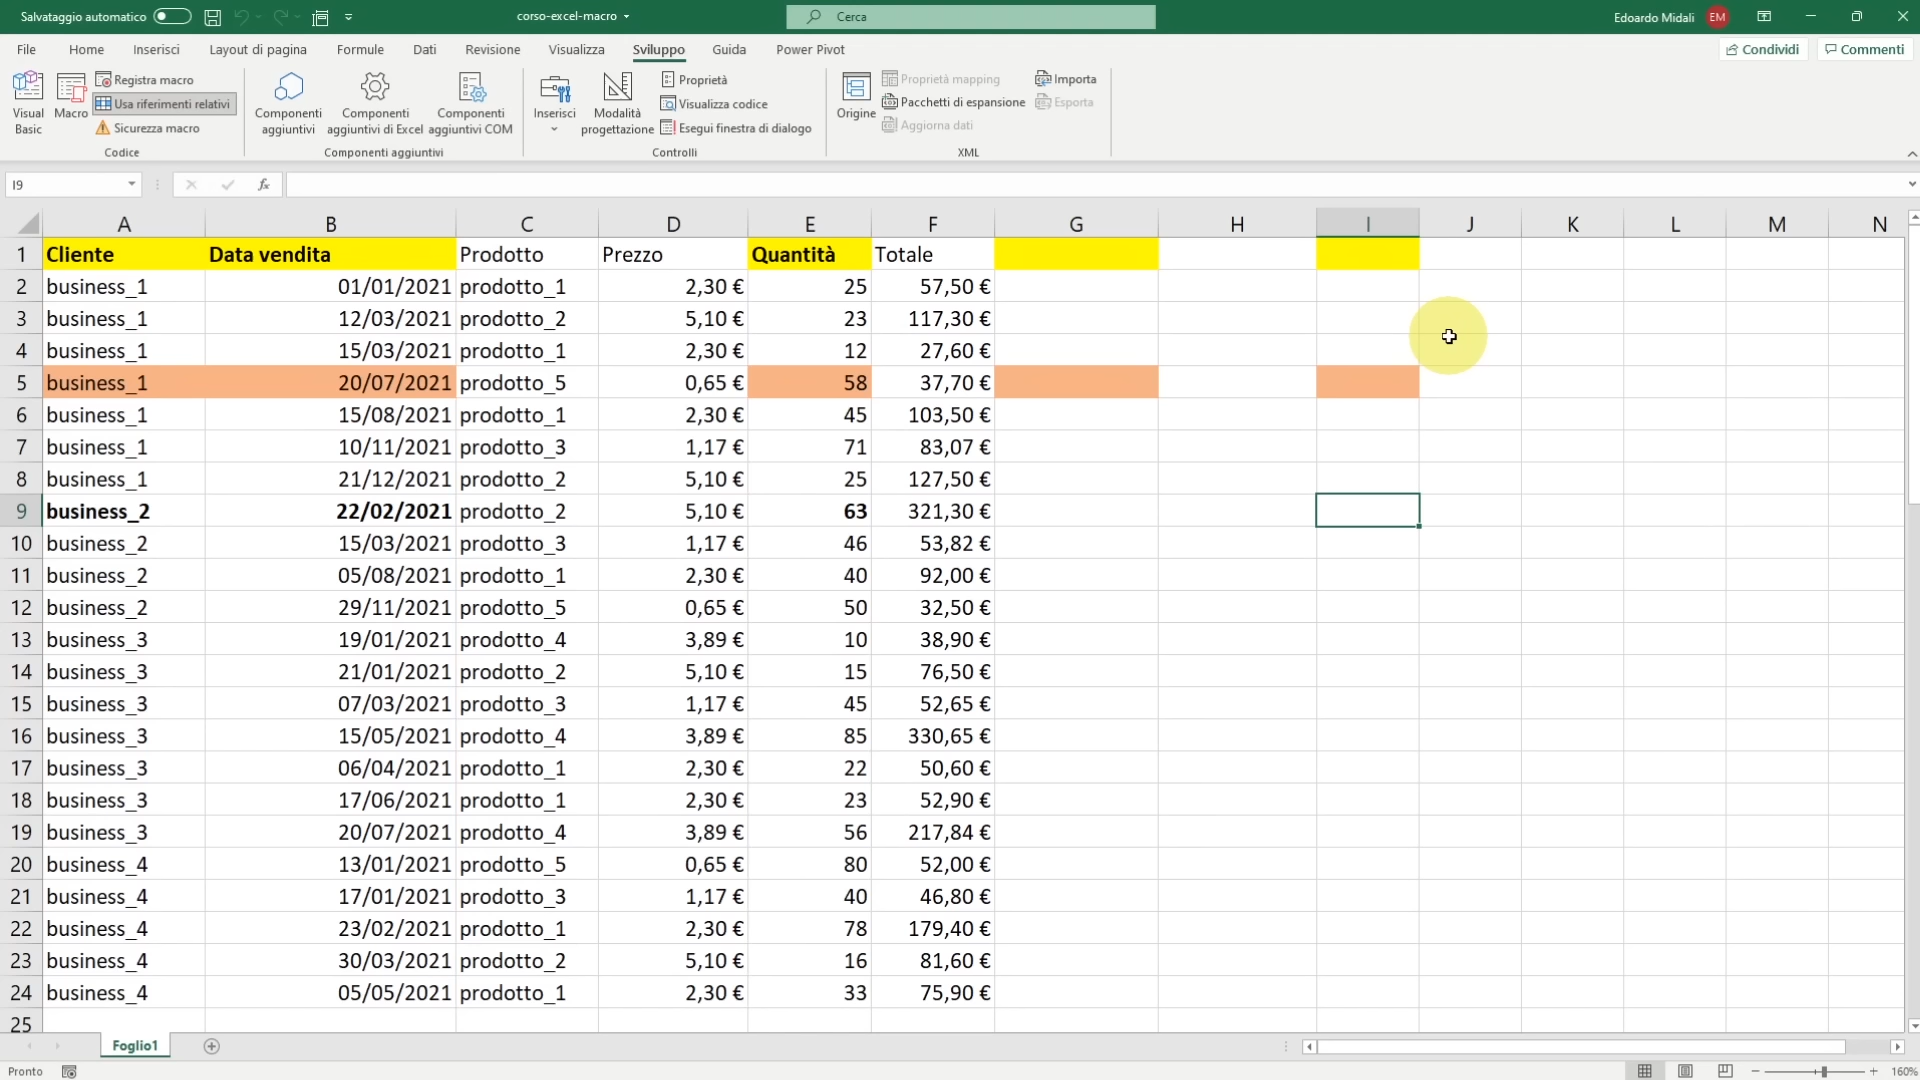 Salvataggio automatico
corso-excel-macro
Cerca
Edoardo Midali EM
File Home Inserisci Layout di pagina Formule Dati Revisione Visualizza Sviluppo Guida Power Pivot
Condividi Commenti
Visual Basic
Macro
Registra macro
Usa riferimenti relativi
Sicurezza macro
Codice
Componenti aggiuntivi
Componenti aggiuntivi di Excel
Componenti aggiuntivi COM
Componenti aggiuntivi
Inserisci
Modalità progettazione
Proprietà
Visualizza codice
Esegui finestra di dialogo
Controlli
Origine
Proprietà mapping
Pacchetti di espansione
Aggiorna dati
Importa
Esporta
XML
I9
fx
A B C D E F G H I J K L M N
1 Cliente Data vendita Prodotto Prezzo Quantità Totale
2 business_1 01/01/2021 prodotto_1 2,30 € 25 57,50 €
3 business_1 12/03/2021 prodotto_2 5,10 € 23 117,30 €
4 business_1 15/03/2021 prodotto_1 2,30 € 12 27,60 €
5 business_1 20/07/2021 prodotto_5 0,65 € 58 37,70 €
6 business_1 15/08/2021 prodotto_1 2,30 € 45 103,50 €
7 business_1 10/11/2021 prodotto_3 1,17 € 71 83,07 €
8 business_1 21/12/2021 prodotto_2 5,10 € 25 127,50 €
9 business_2 22/02/2021 prodotto_2 5,10 € 63 321,30 €
10 business_2 15/03/2021 prodotto_3 1,17 € 46 53,82 €
11 business_2 05/08/2021 prodotto_1 2,30 € 40 92,00 €
12 business_2 29/11/2021 prodotto_5 0,65 € 50 32,50 €
13 business_3 19/01/2021 prodotto_4 3,89 € 10 38,90 €
14 business_3 21/01/2021 prodotto_2 5,10 € 15 76,50 €
15 business_3 07/03/2021 prodotto_3 1,17 € 45 52,65 €
16 business_3 15/05/2021 prodotto_4 3,89 € 85 330,65 €
17 business_3 06/04/2021 prodotto_1 2,30 € 22 50,60 €
18 business_3 17/06/2021 prodotto_1 2,30 € 23 52,90 €
19 business_3 20/07/2021 prodotto_4 3,89 € 56 217,84 €
20 business_4 13/01/2021 prodotto_5 0,65 € 80 52,00 €
21 business_4 17/01/2021 prodotto_3 1,17 € 40 46,80 €
22 business_4 23/02/2021 prodotto_1 2,30 € 78 179,40 €
23 business_4 30/03/2021 prodotto_2 5,10 € 16 81,60 €
24 business_4 05/05/2021 prodotto_1 2,30 € 33 75,90 €
25
Foglio1
Pronto
160%